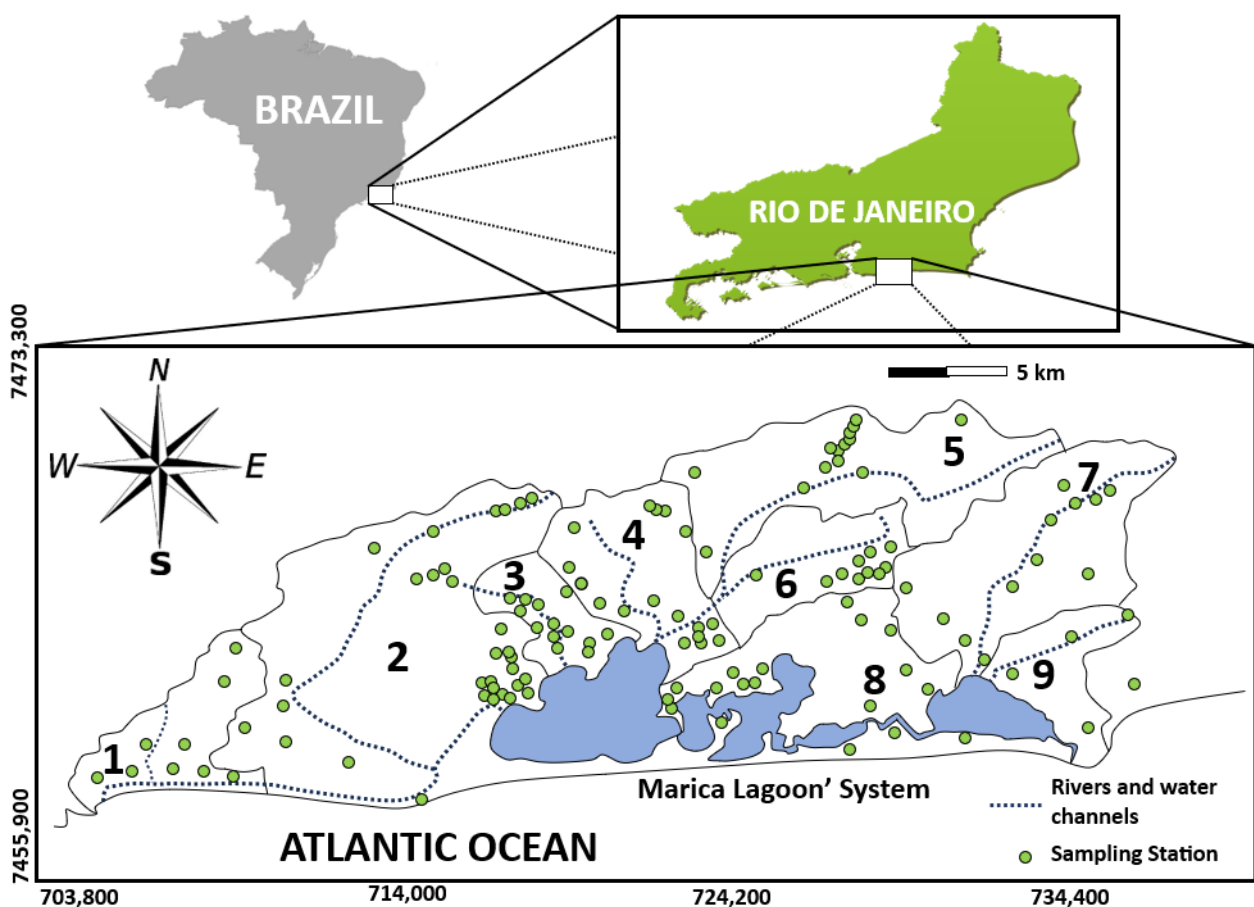 BRAZIL
RIO DE JANEIRO
7473,300
7455,900
N
W
E
S
5 km
5
7
4
3
6
2
8
9
1
Marica Lagoon' System
Rivers and water
channels
ATLANTIC OCEAN
Sampling Station
703,800
714,000
724,200
734,400